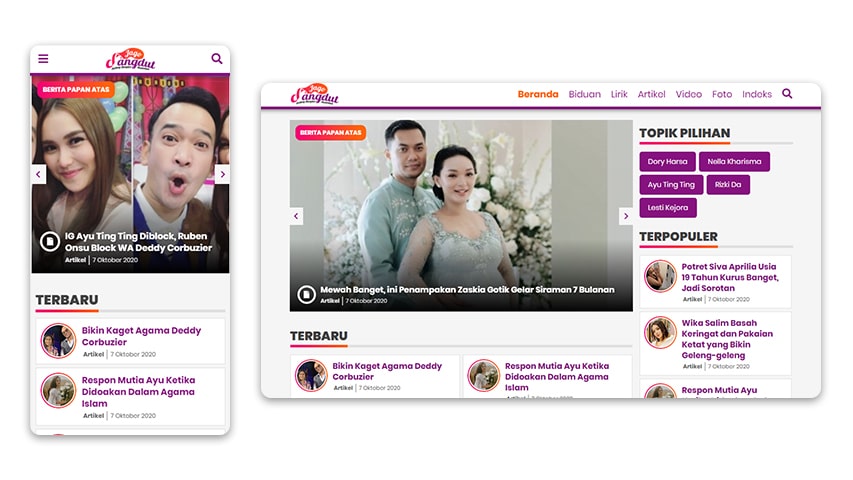 Jago
Dangdut
BERITA PAPAN ATAS
IG Ayu Ting Ting Diblock, Ruben
Onsu Block WA Deddy Corbuzier
Artikel | 7 Oktober 2020
TERBARU
Bikin Kaget Agama Deddy
Corbuzier
Artikel | 7 Oktober 2020
Respon Mutia Ayu Ketika
Didoakan Dalam Agama
Islam
Artikel | 7 Oktober 2020
Jago
Dangdut
Beranda Biduan Lirik Artikel Video Foto Indeks
BERITA PAPAN ATAS
Mewah Banget, ini Penampakan Zaskia Gotik Gelar Siraman 7 Bulanan
Artikel | 7 Oktober 2020
TERBARU
Bikin Kaget Agama Deddy
Corbuzier
Artikel | 7 Oktober 2020
Respon Mutia Ayu Ketika
Didoakan Dalam Agama
Islam
TOPIK PILIHAN
Dory Harsa Nella Kharisma
Ayu Ting Ting Rizki Da
Lesti Kejora
TERPOPULER
Potret Siva Aprilia Usia
19 Tahun Kurus Banget,
Jadi Sorotan
Artikel | 7 Oktober 2020
Wika Salim Basah
Keringat dan Pakaian
Ketat yang Bikin
Geleng-geleng
Artikel | 7 Oktober 2020
Respon Mutia Ayu